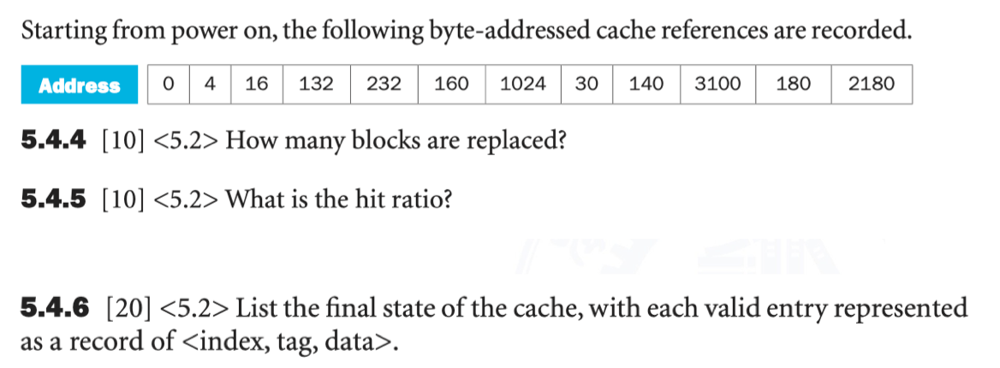 Starting from power on, the following byte-addressed cache references are recorded.
Address 0 4 16 132 232 160 1024 30 140 3100 180 2180
5.4.4 [10] <5.2> How many blocks are replaced?
5.4.5 [10] <5.2> What is the hit ratio?
5.4.6 [20] <5.2> List the final state of the cache, with each valid entry represented
as a record of <index, tag, data>.